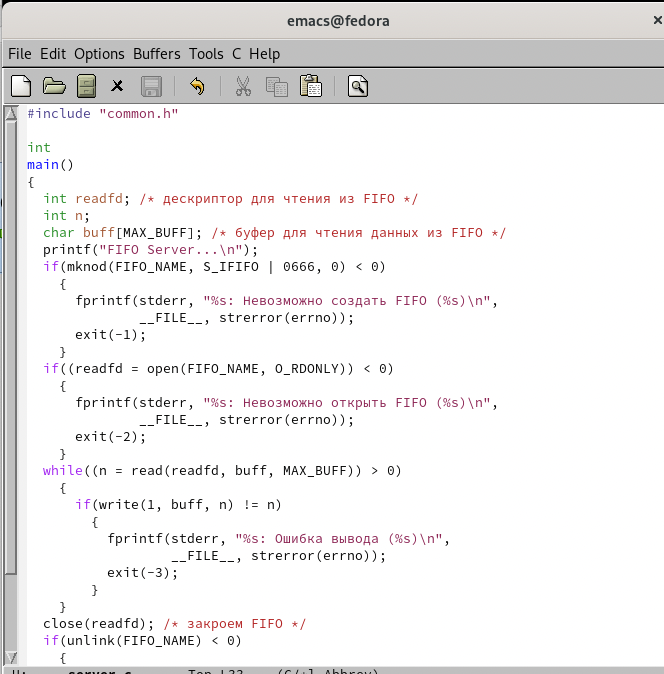 emacs@fedora
File Edit Options Buffers Tools C Help
#include "common.h"

int
main()
{
  int readfd; /* дескриптор для чтения из FIFO */
  int n;
  char buff[MAX_BUFF]; /* буфер для чтения данных из FIFO */
  printf("FIFO Server...\n");
  if(mknod(FIFO_NAME, S_IFIFO | 0666, 0) < 0)
    {
      fprintf(stderr, "%s: Невозможно создать FIFO (%s)\n",
              __FILE__, strerror(errno));
      exit(-1);
    }
  if((readfd = open(FIFO_NAME, O_RDONLY)) < 0)
    {
      fprintf(stderr, "%s: Невозможно открыть FIFO (%s)\n",
              __FILE__, strerror(errno));
      exit(-2);
    }
  while((n = read(readfd, buff, MAX_BUFF)) > 0)
    {
      if(write(1, buff, n) != n)
        {
          fprintf(stderr, "%s: Ошибка вывода (%s)\n",
                  __FILE__, strerror(errno));
          exit(-3);
        }
    }
  close(readfd); /* закроем FIFO */
  if(unlink(FIFO_NAME) < 0)
    {
server.c Top L33 (C/*l Abbrev)